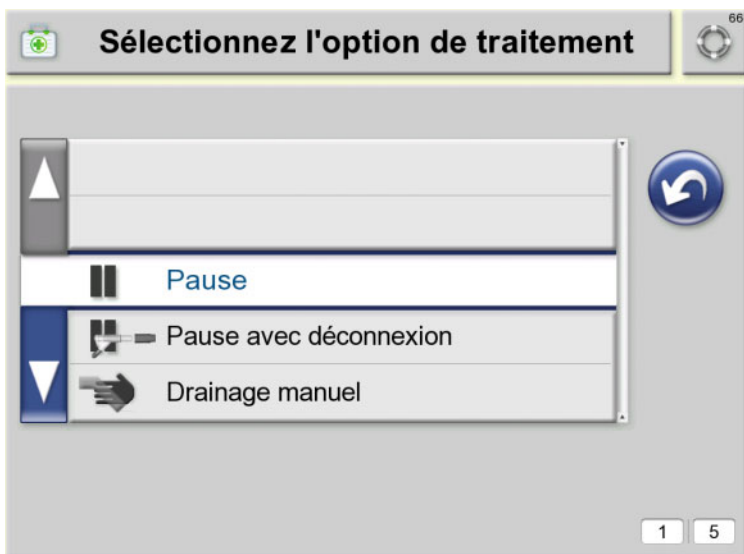 Sélectionnez l'option de traitement
66
Pause
Pause avec déconnexion
Drainage manuel
1 5